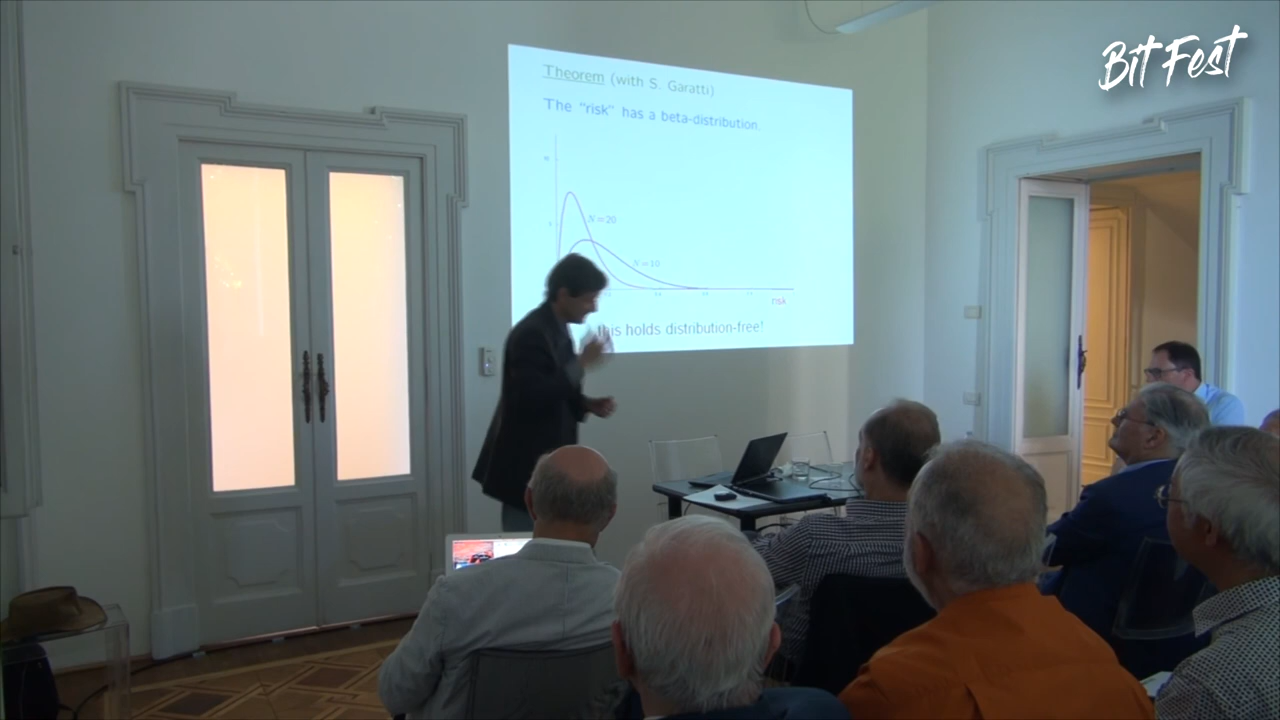 BIt Fest
Theorem (with S. Garatti)
The "risk" has a beta-distribution.
N = 20
N = 10
risk
this holds distribution-free!